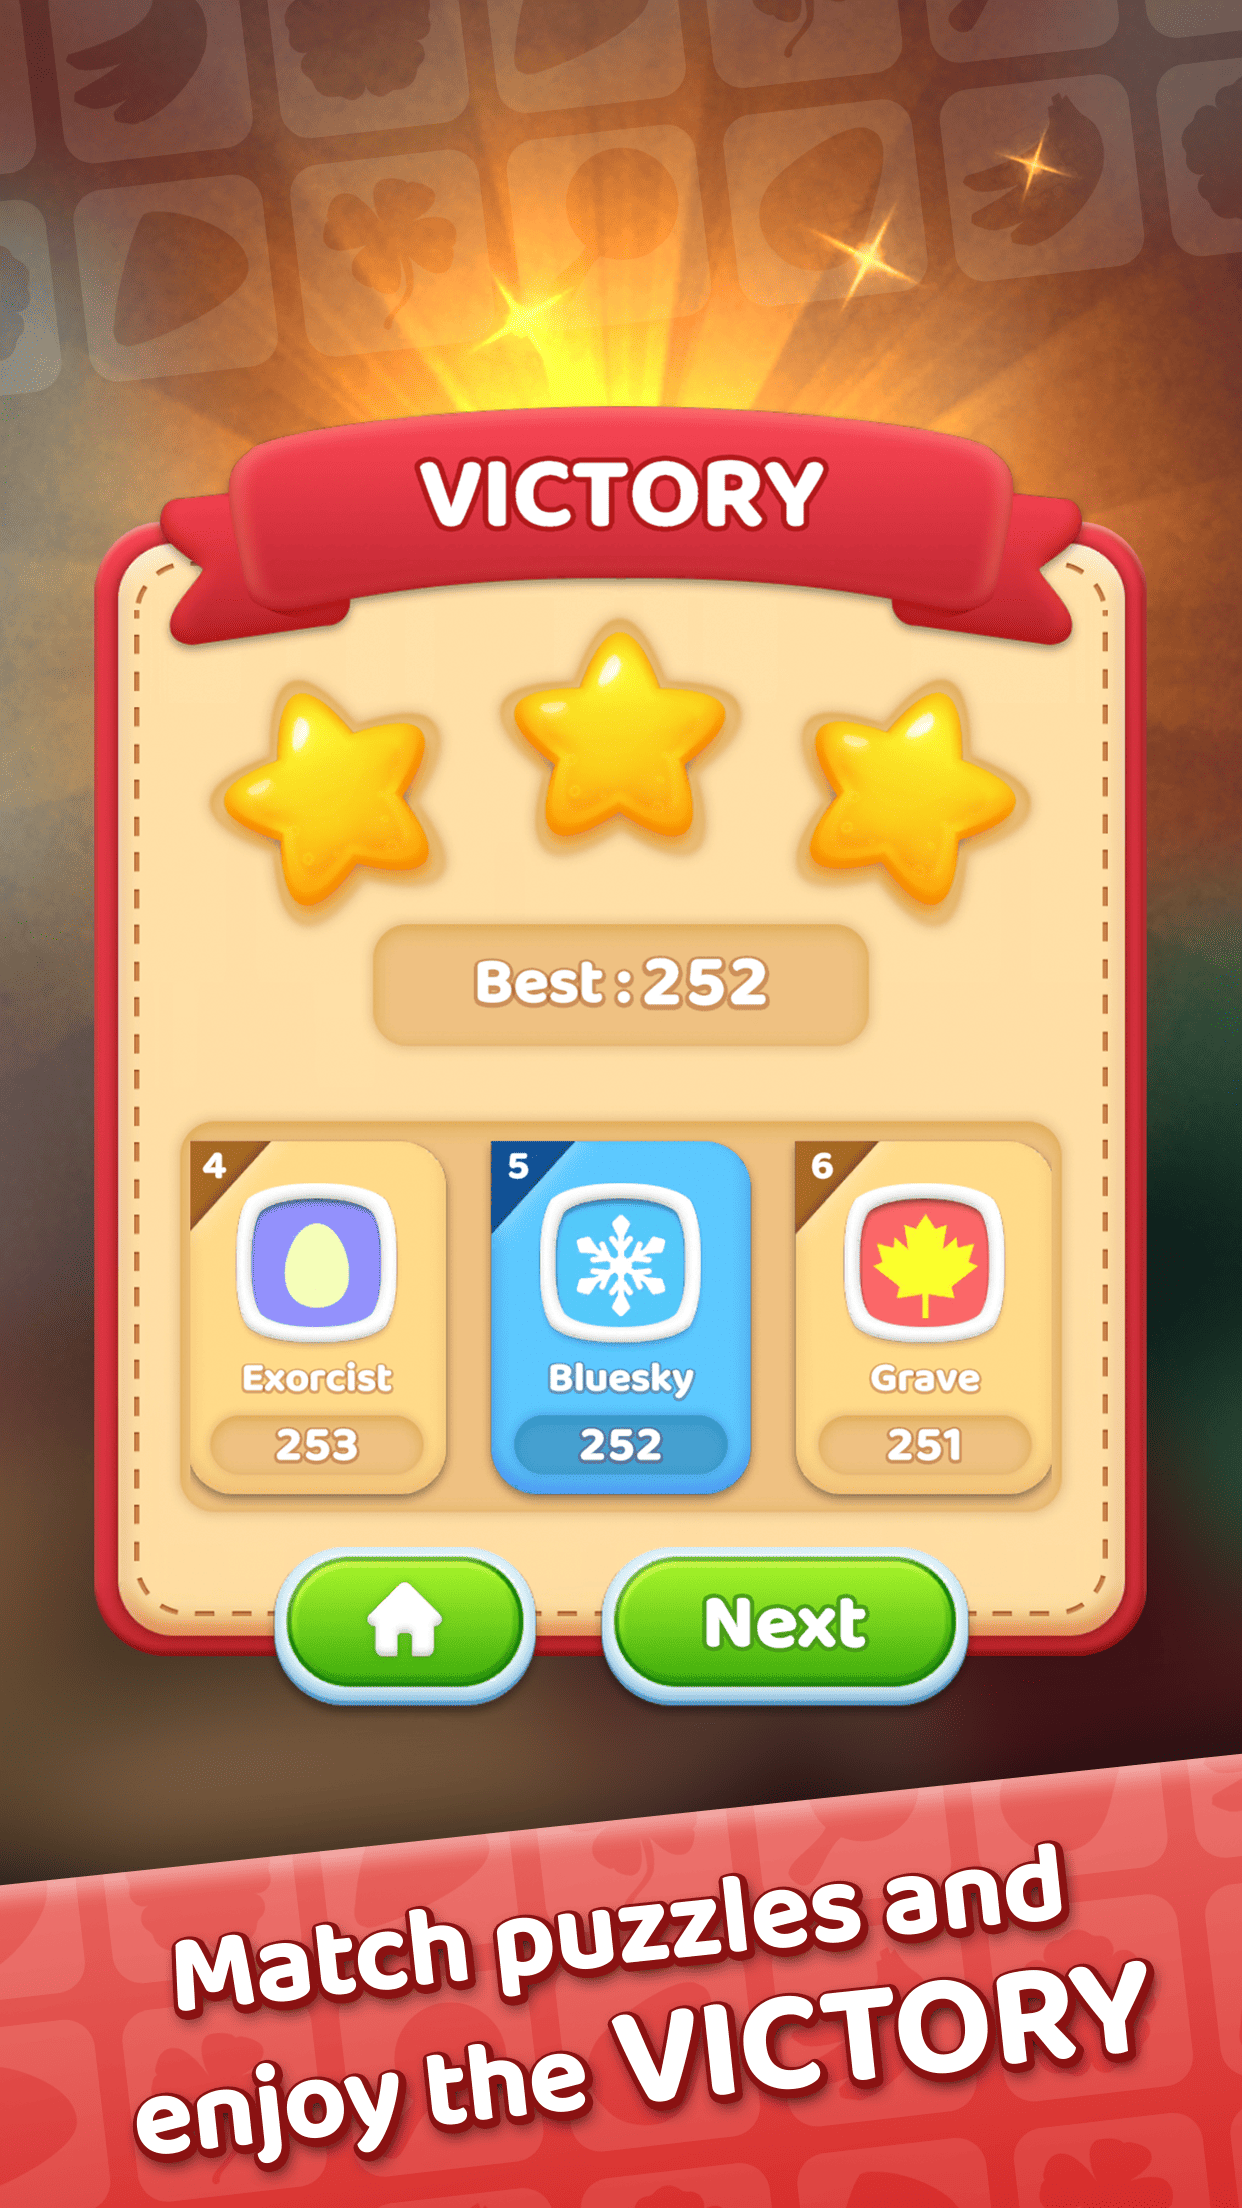 VICTORY
Best : 252
4
5
6
Exorcist
Bluesky
Grave
253
252
251
Next
Match puzzles and
enjoy the VICTORY